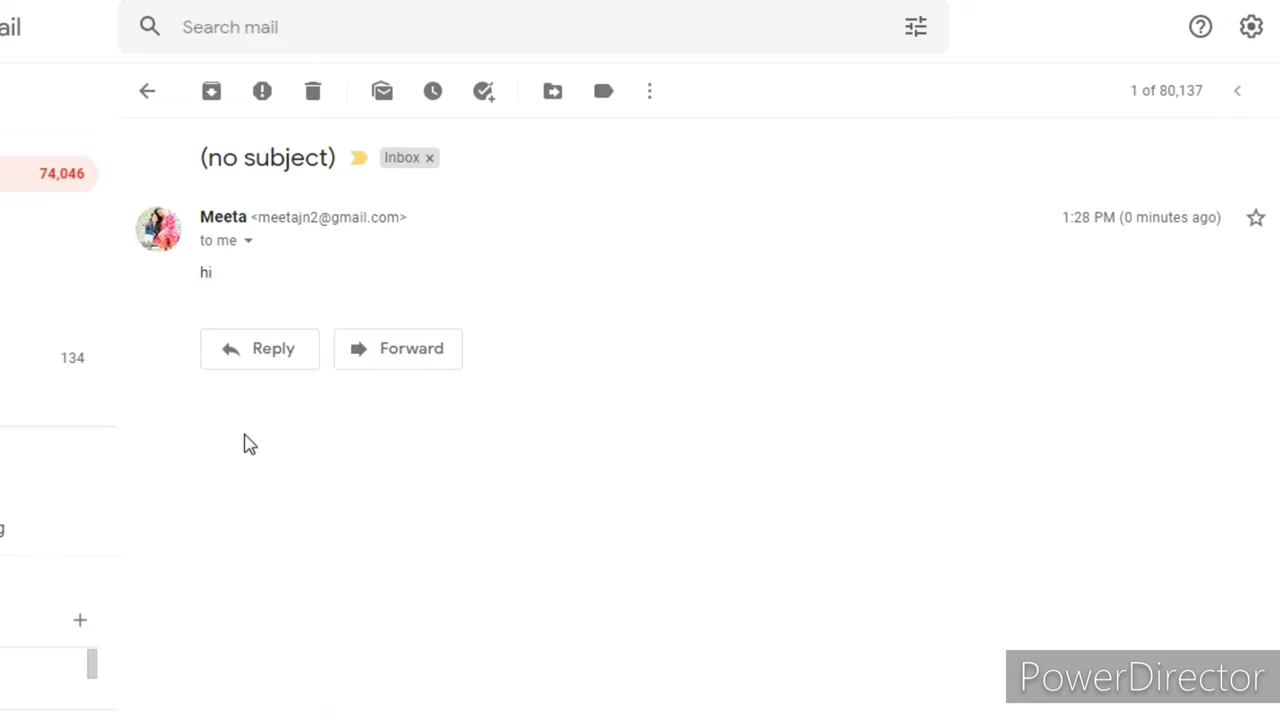 ail
Search mail
1 of 80,137
(no subject)
Inbox ×
74,046
Meeta <meetajn2@gmail.com>
1:28 PM (0 minutes ago)
to me
hi
Reply
Forward
134
g
PowerDirector